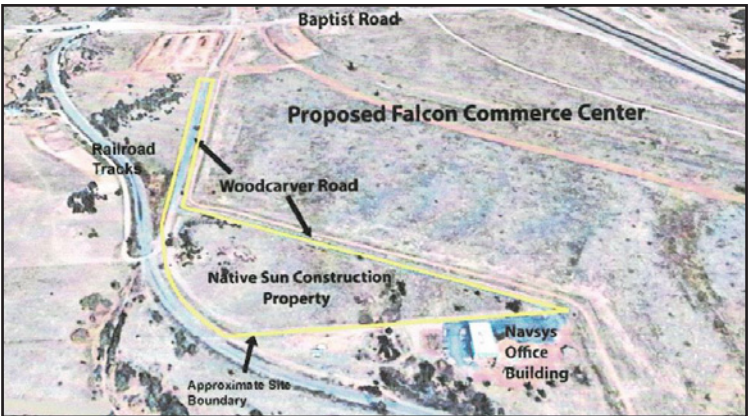 Baptist Road
Proposed Falcon Commerce Center
Railroad
Tracks
Woodcarver Road
Native Sun Construction
Property
Navsys
Office
Building
Approximate Site
Boundary